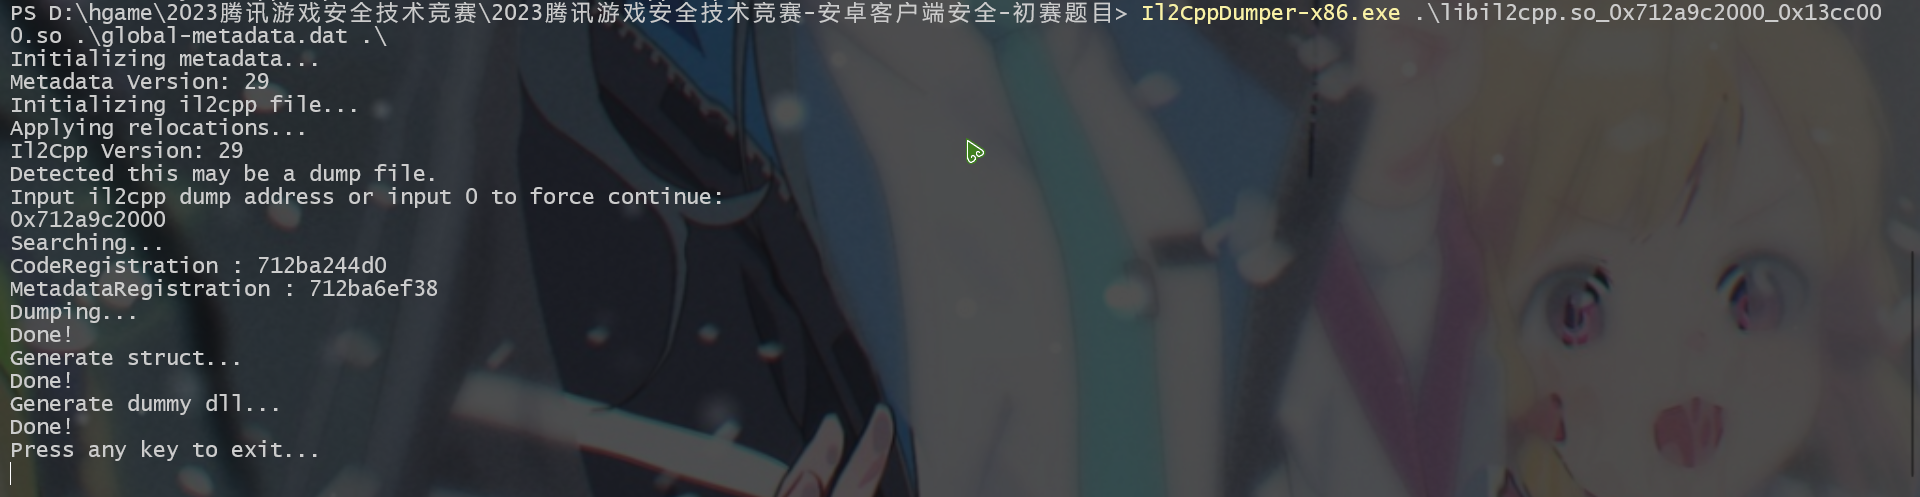 PS D:\hgame\2023腾讯游戏安全技术竞赛\2023腾讯游戏安全技术竞赛-安卓客户端安全-初赛题目> Il2CppDumper-x86.exe .\libil2cpp.so_0x712a9c2000_0x13cc00
0.so .\global-metadata.dat .\
Initializing metadata...
Metadata Version: 29
Initializing il2cpp file...
Applying relocations...
Il2Cpp Version: 29
Detected this may be a dump file.
Input il2cpp dump address or input 0 to force continue:
0x712a9c2000
Searching...
CodeRegistration : 712ba244d0
MetadataRegistration : 712ba6ef38
Dumping...
Done!
Generate struct...
Done!
Generate dummy dll...
Done!
Press any key to exit...